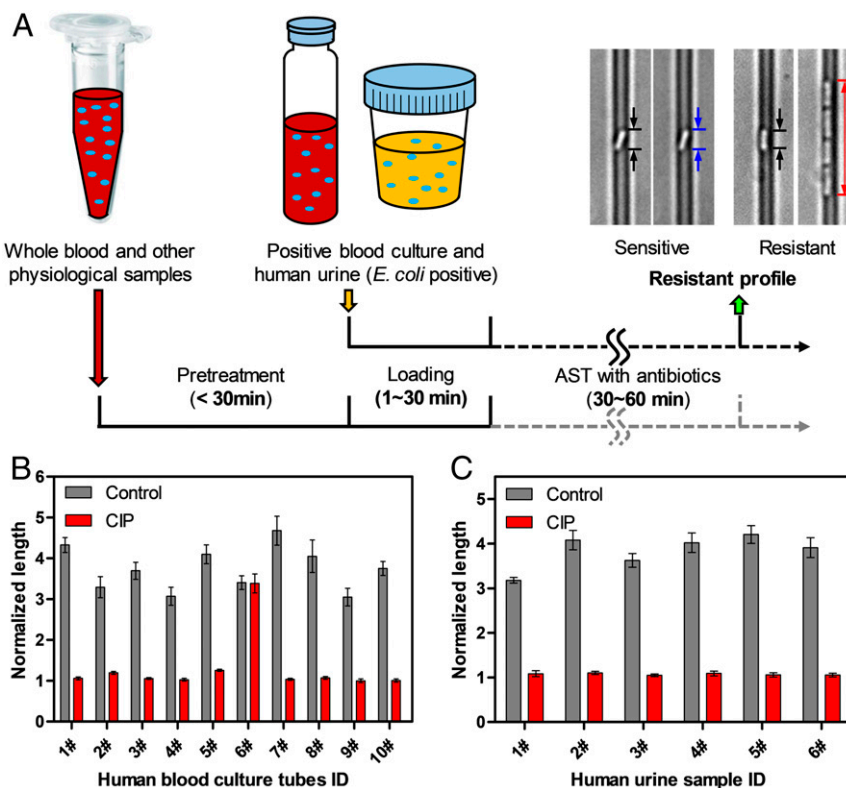 A
Whole blood and other
physiological samples
Positive blood culture and
human urine (E. coli positive)
Sensitive
Resistant
Resistant profile
Pretreatment
(< 30min)
Loading
(1~30 min)
AST with antibiotics
(30~60 min)
B
Normalized length
6
5
4
3
2
1
0
Control
CIP
1#
2#
3#
4#
5#
6#
7#
8#
9#
10#
Human blood culture tubes ID
C
Normalized length
5
4
3
2
1
0
Control
CIP
1#
2#
3#
4#
5#
6#
Human urine sample ID